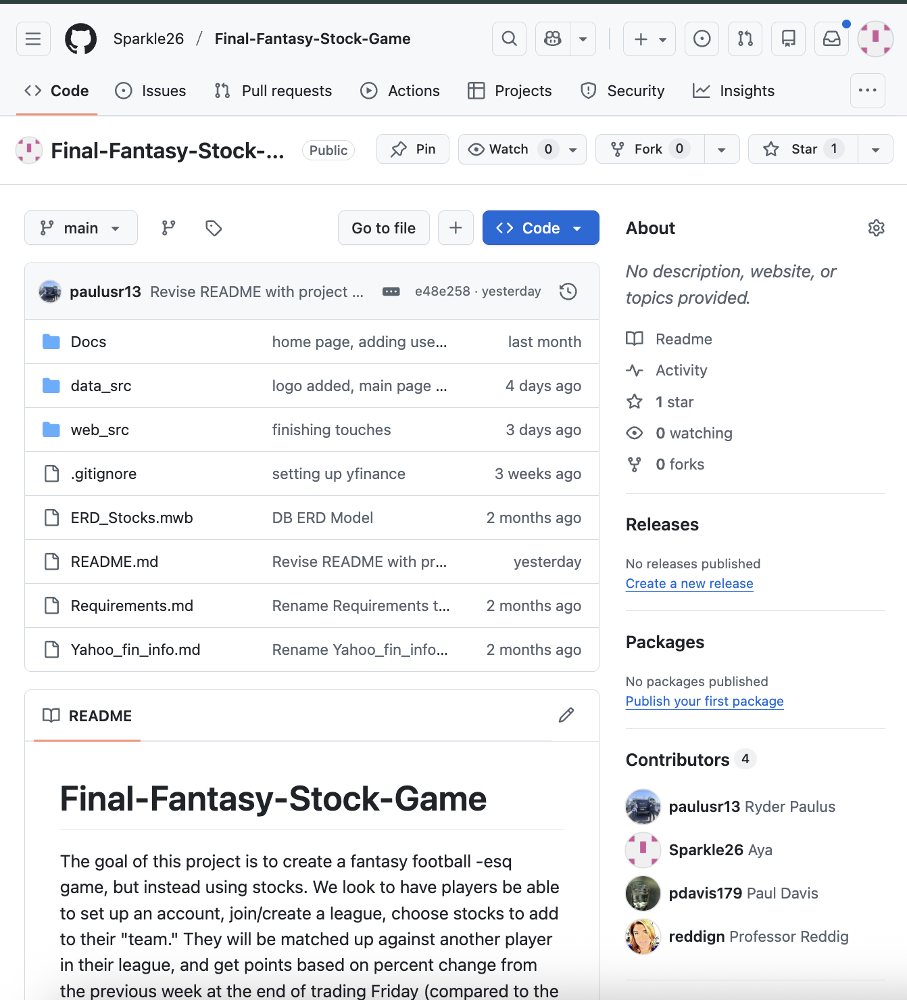 Sparkle26 / Final-Fantasy-Stock-Game
Code Issues Pull requests Actions Projects Security Insights
Final-Fantasy-Stock-... Public Pin Watch 0 Fork 0 Star 1
main Go to file Code
paulusr13 Revise README with project ... e48e258 · yesterday
Docs home page, adding use... last month
data_src logo added, main page ... 4 days ago
web_src finishing touches 3 days ago
.gitignore setting up yfinance 3 weeks ago
ERD_Stocks.mwb DB ERD Model 2 months ago
README.md Revise README with pr... yesterday
Requirements.md Rename Requirements t... 2 months ago
Yahoo_fin_info.md Rename Yahoo_fin_info... 2 months ago
README
Final-Fantasy-Stock-Game
The goal of this project is to create a fantasy football -esq
game, but instead using stocks. We look to have players be able
to set up an account, join/create a league, choose stocks to add
to their "team." They will be matched up against another player
in their league, and get points based on percent change from
the previous week at the end of trading Friday (compared to the
About
No description, website, or
topics provided.
Readme
Activity
1 star
0 watching
0 forks
Releases
No releases published
Create a new release
Packages
No packages published
Publish your first package
Contributors 4
paulusr13 Ryder Paulus
Sparkle26 Aya
pdavis179 Paul Davis
reddign Professor Reddig